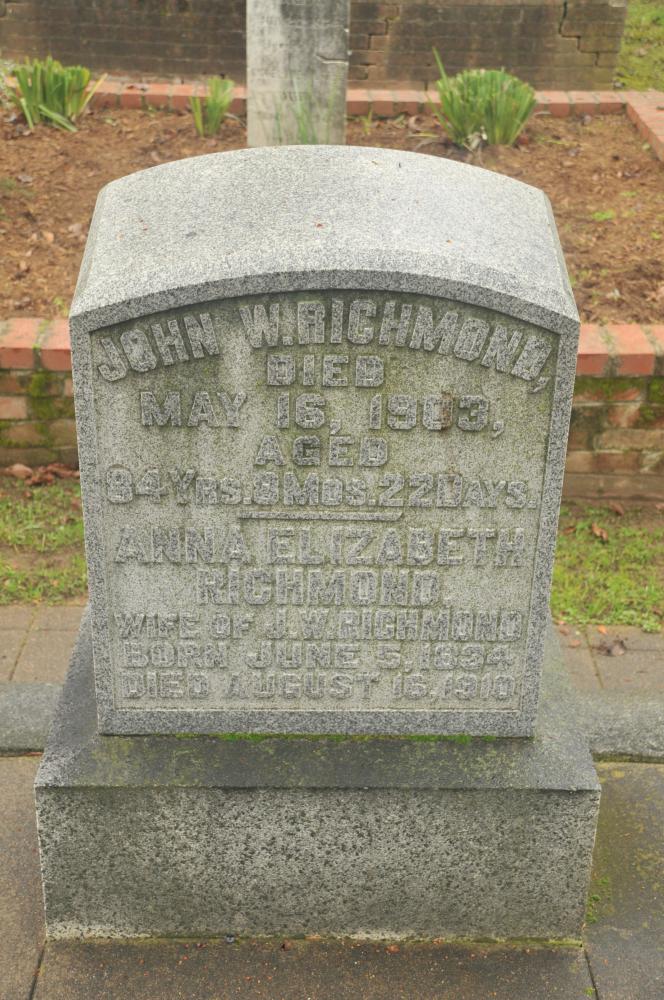 JOHN W. RICHMOND,
DIED
MAY 16, 1903,
AGED
84 YRS. 9 MOS. 22 DAYS.
ANNA ELIZABETH
RICHMOND.
WIFE OF J. W. RICHMOND
BORN JUNE 5, 1834
DIED AUGUST 16, 1910